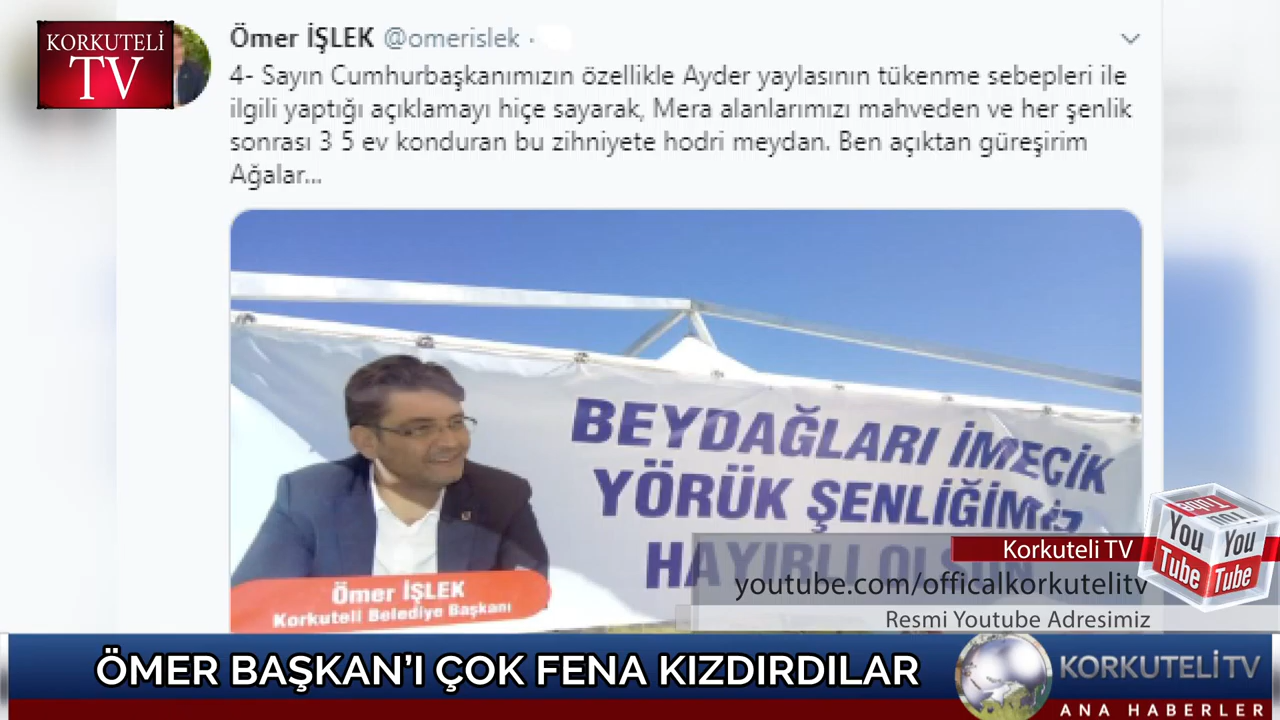 KORKUTELİ
TV
Ömer İŞLEK @omerislek ·
4- Sayın Cumhurbaşkanımızın özellikle Ayder yaylasının tükenme sebepleri ile
ilgili yaptığı açıklamayı hiçe sayarak, Mera alanlarımızı mahveden ve her şenlik
sonrası 3 5 ev konduran bu zihniyete hodri meydan. Ben açıktan güreşirim
Ağalar...
BEYDAĞLARI İMECİK
YÖRÜK ŞENLİĞİMİZ
HAYIRLI OLSUN
Ömer İŞLEK
Korkuteli Belediye Başkanı
Korkuteli TV
youtube.com/officalkorkutelitv
Resmi Youtube Adresimiz
You
Tube
You
Tube
ÖMER BAŞKAN'I ÇOK FENA KIZDIRDILAR
KORKUTELİTV
ANA HABERLER